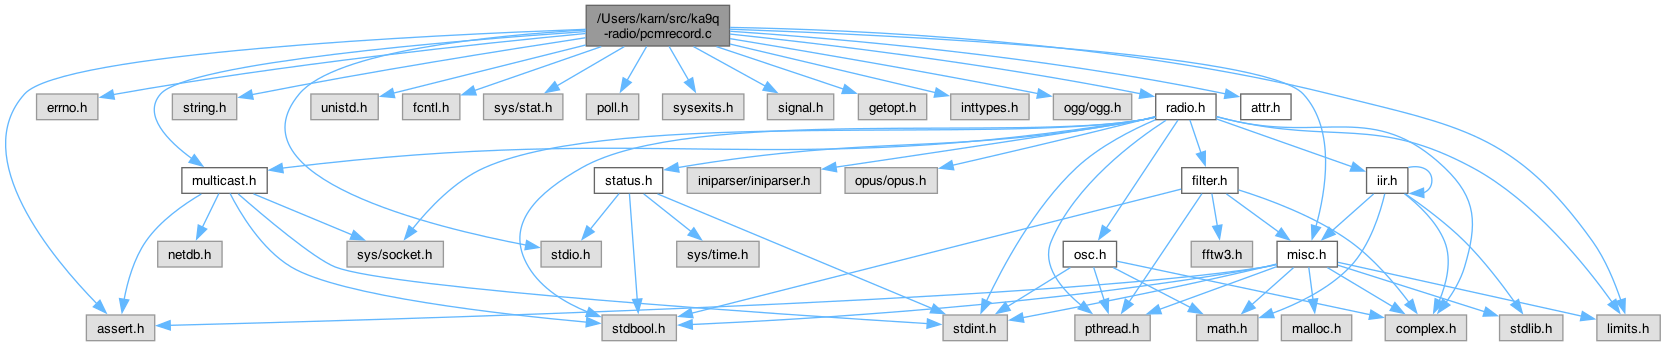 /Users/karn/src/ka9q
-radio/pcmrecord.c
errno.h
string.h
unistd.h
fcntl.h
sys/stat.h
poll.h
sysexits.h
signal.h
getopt.h
inttypes.h
ogg/ogg.h
radio.h
attr.h
multicast.h
status.h
iniparser/iniparser.h
opus/opus.h
filter.h
iir.h
netdb.h
sys/socket.h
stdio.h
sys/time.h
osc.h
fftw3.h
misc.h
assert.h
stdbool.h
stdint.h
pthread.h
math.h
malloc.h
complex.h
stdlib.h
limits.h